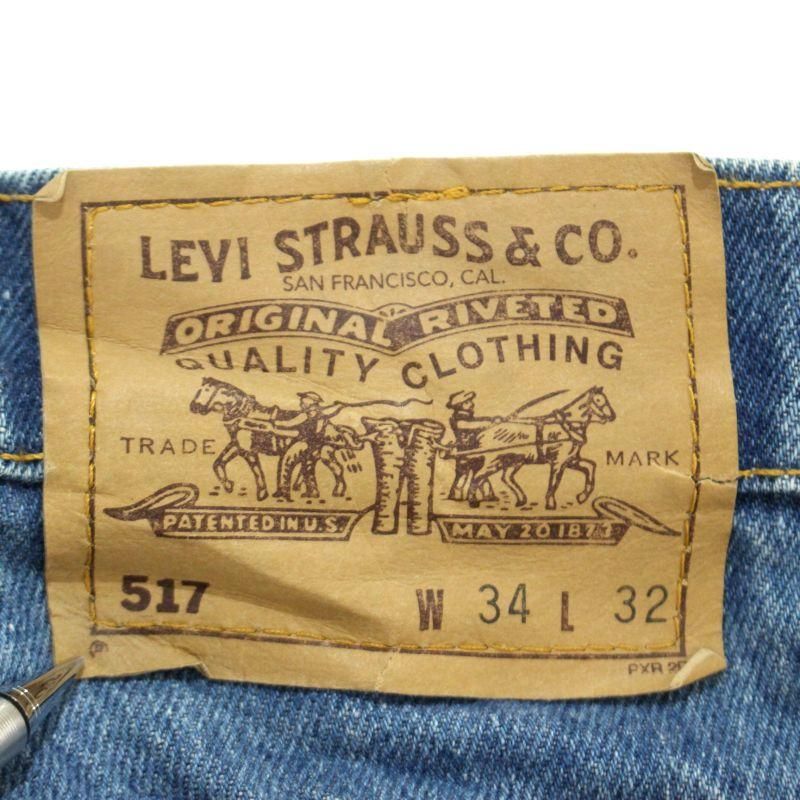 LEVI STRAUSS & CO.
SAN FRANCISCO, CAL.
ORIGINAL RIVETED
QUALITY CLOTHING
TRADE MARK
PATENTED IN U.S. MAY 20 1873
517 W 34 L 32
®